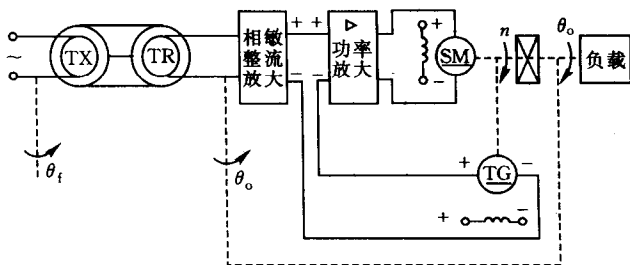 ~
TX
TR
相敏
整流
放大
+ +
− −
▷
功率
放大
+
−
SM
n
θo
负载
θf
θo
+
TG
−
+
−